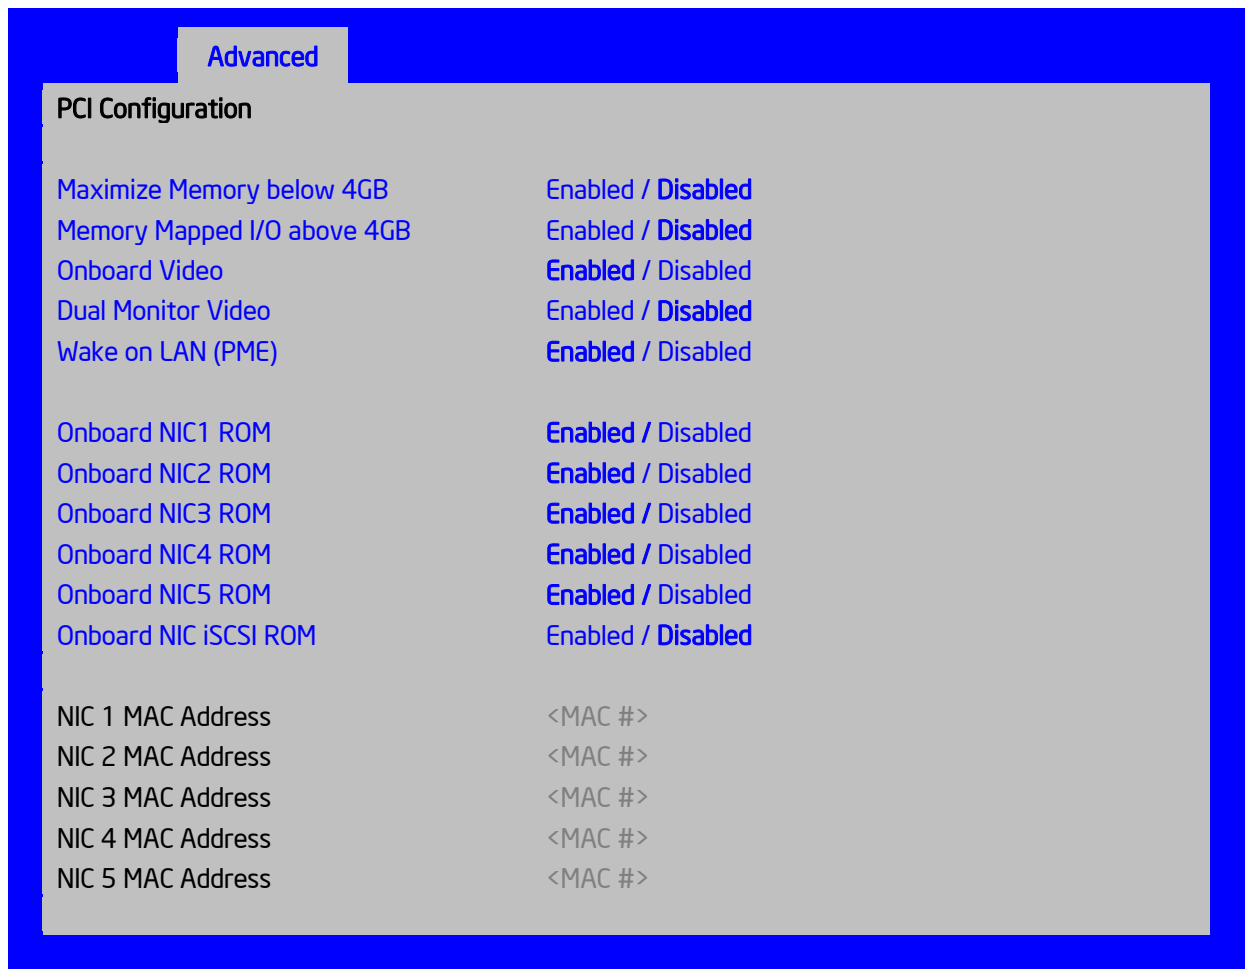 Advanced
PCI Configuration
Maximize Memory below 4GB Enabled / Disabled
Memory Mapped I/O above 4GB Enabled / Disabled
Onboard Video Enabled / Disabled
Dual Monitor Video Enabled / Disabled
Wake on LAN (PME) Enabled / Disabled
Onboard NIC1 ROM Enabled / Disabled
Onboard NIC2 ROM Enabled / Disabled
Onboard NIC3 ROM Enabled / Disabled
Onboard NIC4 ROM Enabled / Disabled
Onboard NIC5 ROM Enabled / Disabled
Onboard NIC iSCSI ROM Enabled / Disabled
NIC 1 MAC Address <MAC #>
NIC 2 MAC Address <MAC #>
NIC 3 MAC Address <MAC #>
NIC 4 MAC Address <MAC #>
NIC 5 MAC Address <MAC #>